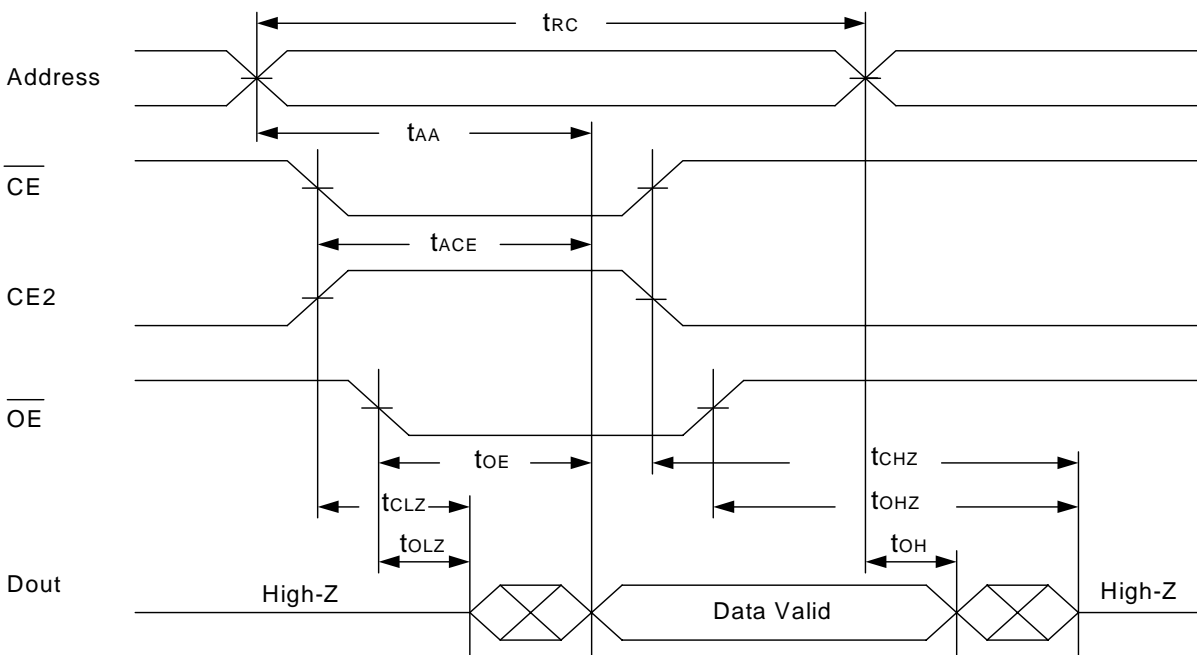 tRC
Address
tAA
CE
tACE
CE2
OE
tOE
tCHZ
tCLZ
tOHZ
tOLZ
tOH
Dout
High-Z
Data Valid
High-Z